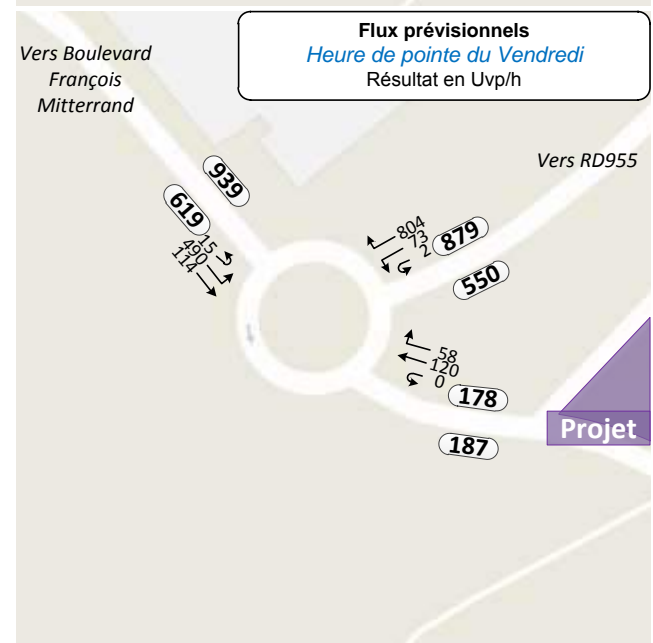 Flux prévisionnels
Heure de pointe du Vendredi
Résultat en Uvp/h
Vers Boulevard
François
Mitterrand
Vers RD955
939
619
15
490
114
804
73
2
879
550
58
120
0
178
187
Projet